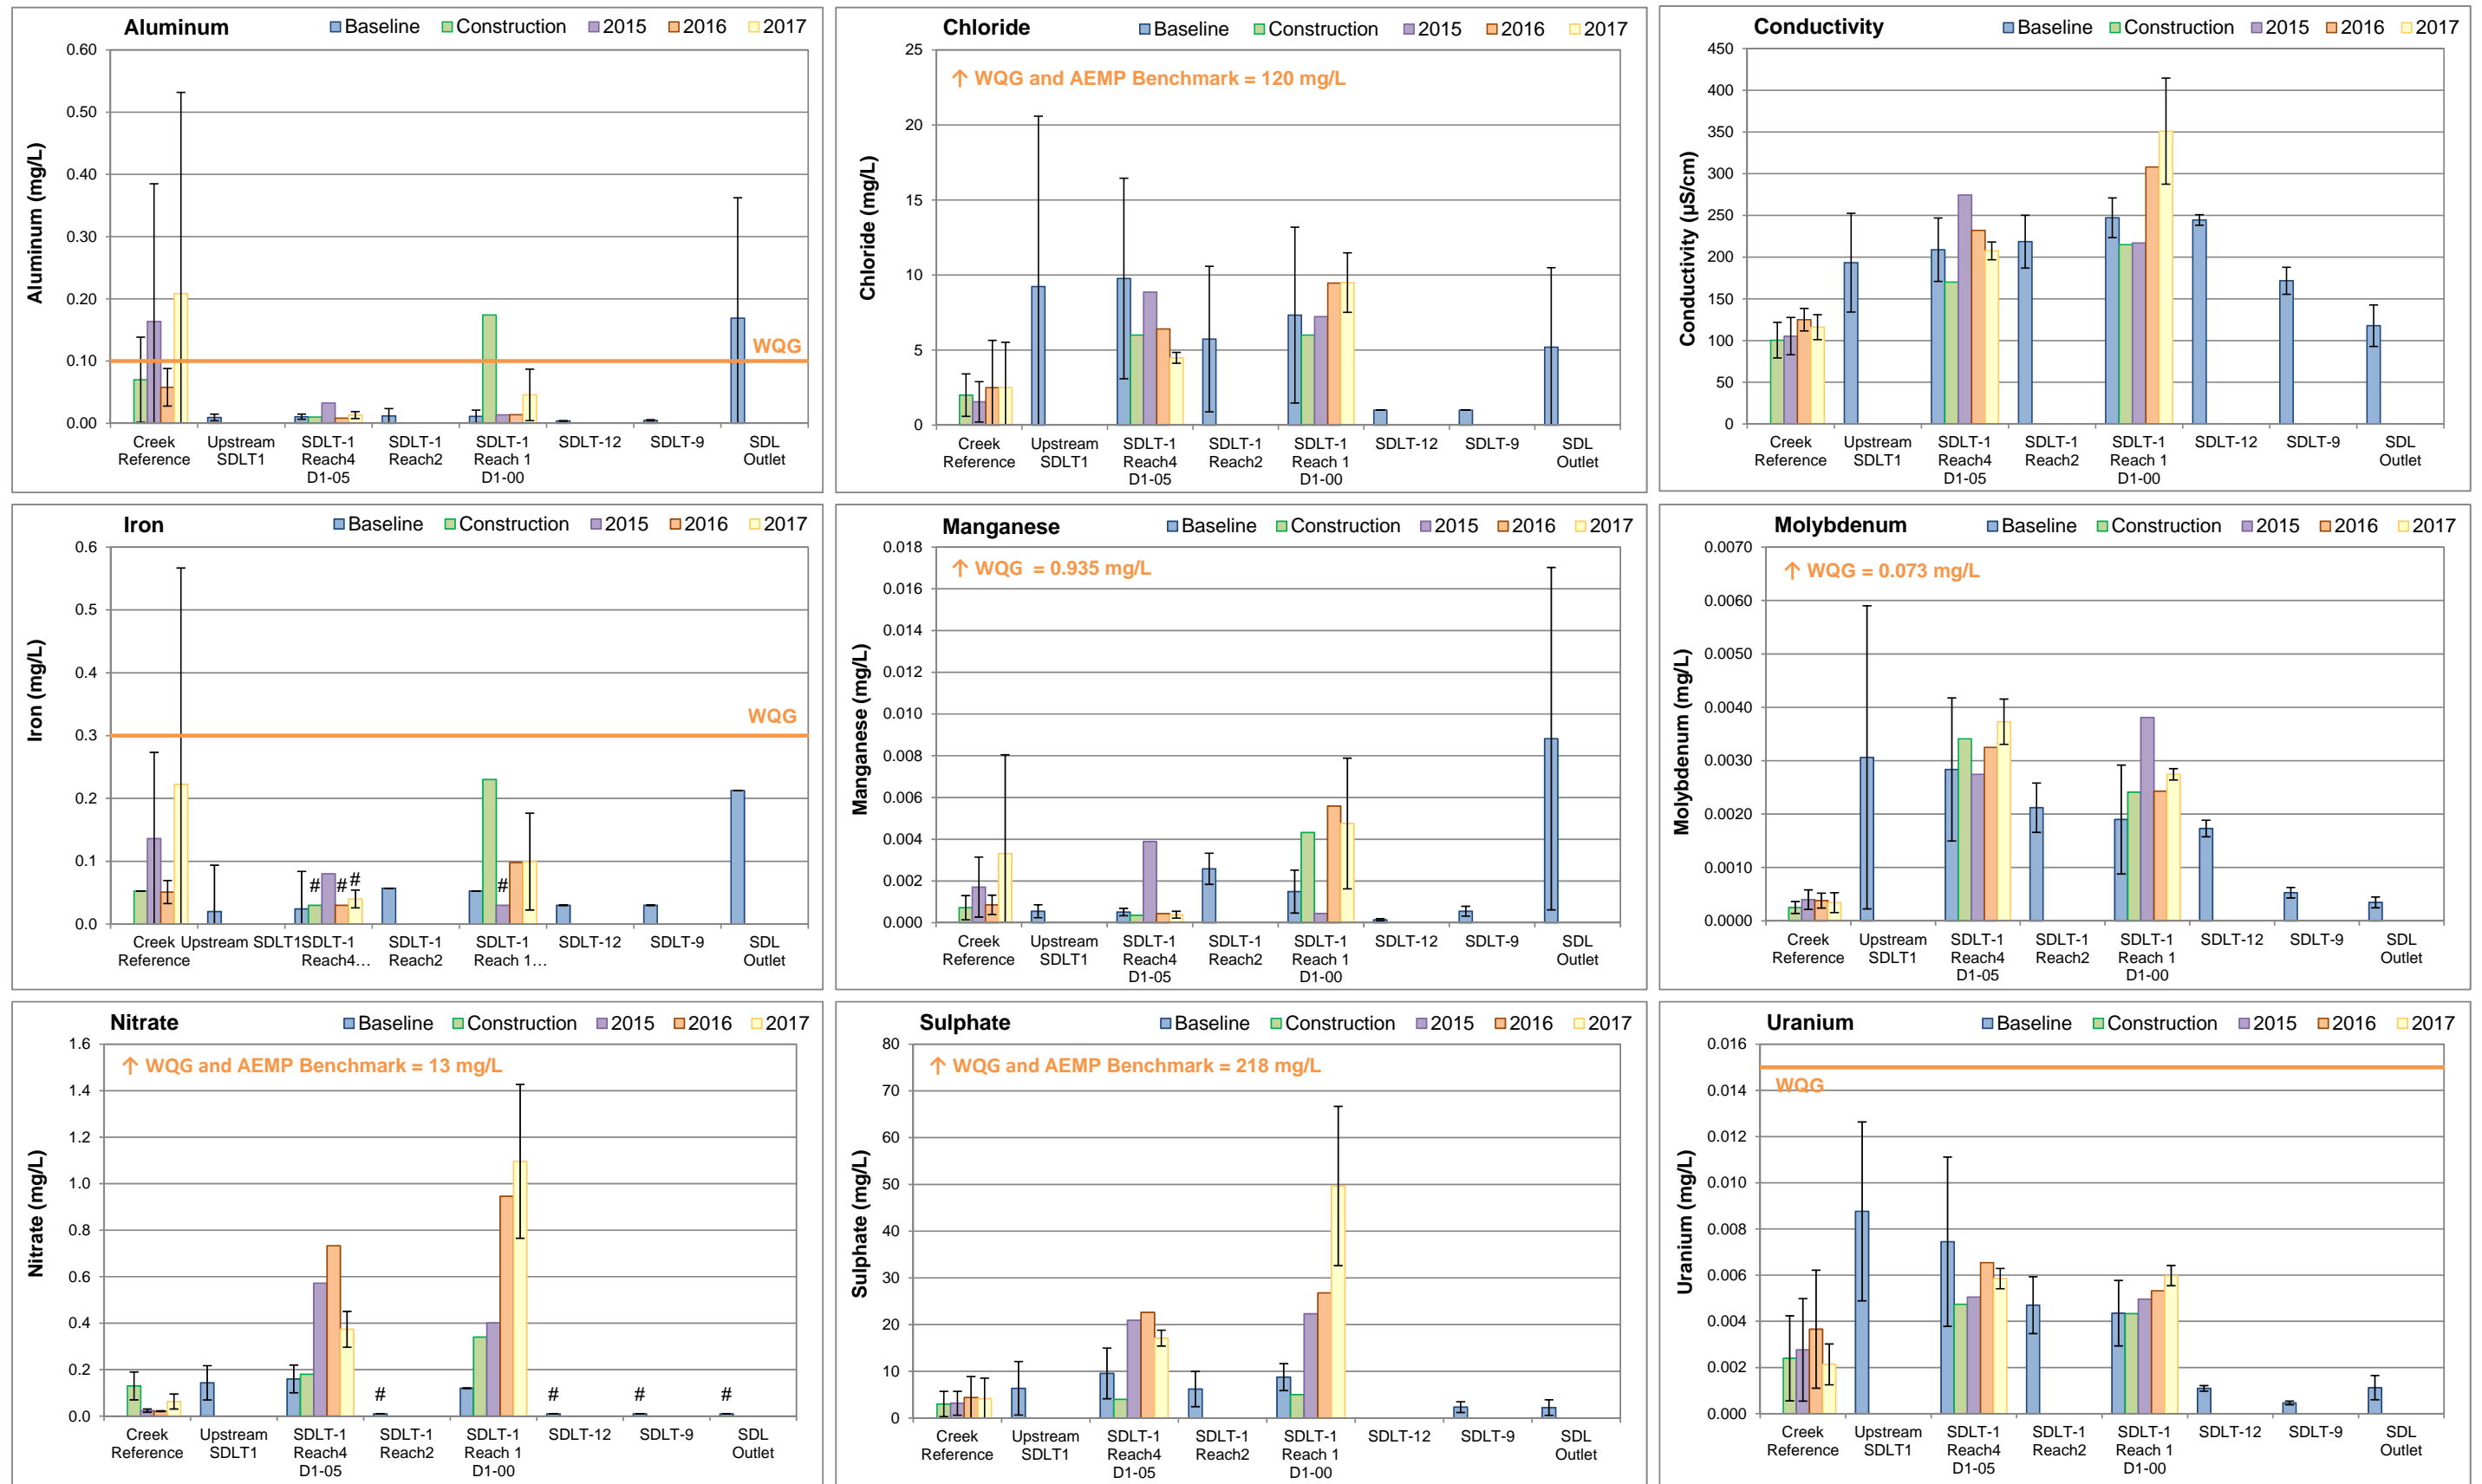 Aluminum
Baseline Construction 2015 2016 2017
Aluminum (mg/L)
0.60
0.50
0.40
0.30
0.20
0.10
0.00
WQG
Creek Upstream SDLT-1 SDLT-1 SDLT-1 SDLT-12 SDLT-9 SDL
Reference SDLT1 Reach4 Reach2 Reach 1 Outlet
D1-05 D1-00
Chloride
Baseline Construction 2015 2016 2017
↑ WQG and AEMP Benchmark = 120 mg/L
Chloride (mg/L)
25
20
15
10
5
0
Creek Upstream SDLT-1 SDLT-1 SDLT-1 SDLT-12 SDLT-9 SDL
Reference SDLT1 Reach4 Reach2 Reach 1 Outlet
D1-05 D1-00
Conductivity
Baseline Construction 2015 2016 2017
Conductivity (µS/cm)
450
400
350
300
250
200
150
100
50
0
Creek Upstream SDLT-1 SDLT-1 SDLT-1 SDLT-12 SDLT-9 SDL
Reference SDLT1 Reach4 Reach2 Reach 1 Outlet
D1-05 D1-00
Iron
Baseline Construction 2015 2016 2017
Iron (mg/L)
0.6
0.5
0.4
0.3
0.2
0.1
0.0
WQG
# # # #
Creek Upstream SDLT1 SDLT-1 SDLT-1 SDLT-1 SDLT-12 SDLT-9 SDL
Reference Reach4... Reach2 Reach 1... Outlet
Manganese
Baseline Construction 2015 2016 2017
↑ WQG = 0.935 mg/L
Manganese (mg/L)
0.018
0.016
0.014
0.012
0.010
0.008
0.006
0.004
0.002
0.000
Creek Upstream SDLT-1 SDLT-1 SDLT-1 SDLT-12 SDLT-9 SDL
Reference SDLT1 Reach4 Reach2 Reach 1 Outlet
D1-05 D1-00
Molybdenum
Baseline Construction 2015 2016 2017
↑ WQG = 0.073 mg/L
Molybdenum (mg/L)
0.0070
0.0060
0.0050
0.0040
0.0030
0.0020
0.0010
0.0000
Creek Upstream SDLT-1 SDLT-1 SDLT-1 SDLT-12 SDLT-9 SDL
Reference SDLT1 Reach4 Reach2 Reach 1 Outlet
D1-05 D1-00
Nitrate
Baseline Construction 2015 2016 2017
↑ WQG and AEMP Benchmark = 13 mg/L
Nitrate (mg/L)
1.6
1.4
1.2
1.0
0.8
0.6
0.4
0.2
0.0
# # # #
Creek Upstream SDLT-1 SDLT-1 SDLT-1 SDLT-12 SDLT-9 SDL
Reference SDLT1 Reach4 Reach2 Reach 1 Outlet
D1-05 D1-00
Sulphate
Baseline Construction 2015 2016 2017
↑ WQG and AEMP Benchmark = 218 mg/L
Sulphate (mg/L)
80
70
60
50
40
30
20
10
0
Creek Upstream SDLT-1 SDLT-1 SDLT-1 SDLT-12 SDLT-9 SDL
Reference SDLT1 Reach4 Reach2 Reach 1 Outlet
D1-05 D1-00
Uranium
Baseline Construction 2015 2016 2017
Uranium (mg/L)
0.016
0.014
0.012
0.010
0.008
0.006
0.004
0.002
0.000
WQG
Creek Upstream SDLT-1 SDLT-1 SDLT-1 SDLT-12 SDLT-9 SDL
Reference SDLT1 Reach4 Reach2 Reach 1 Outlet
D1-05 D1-00